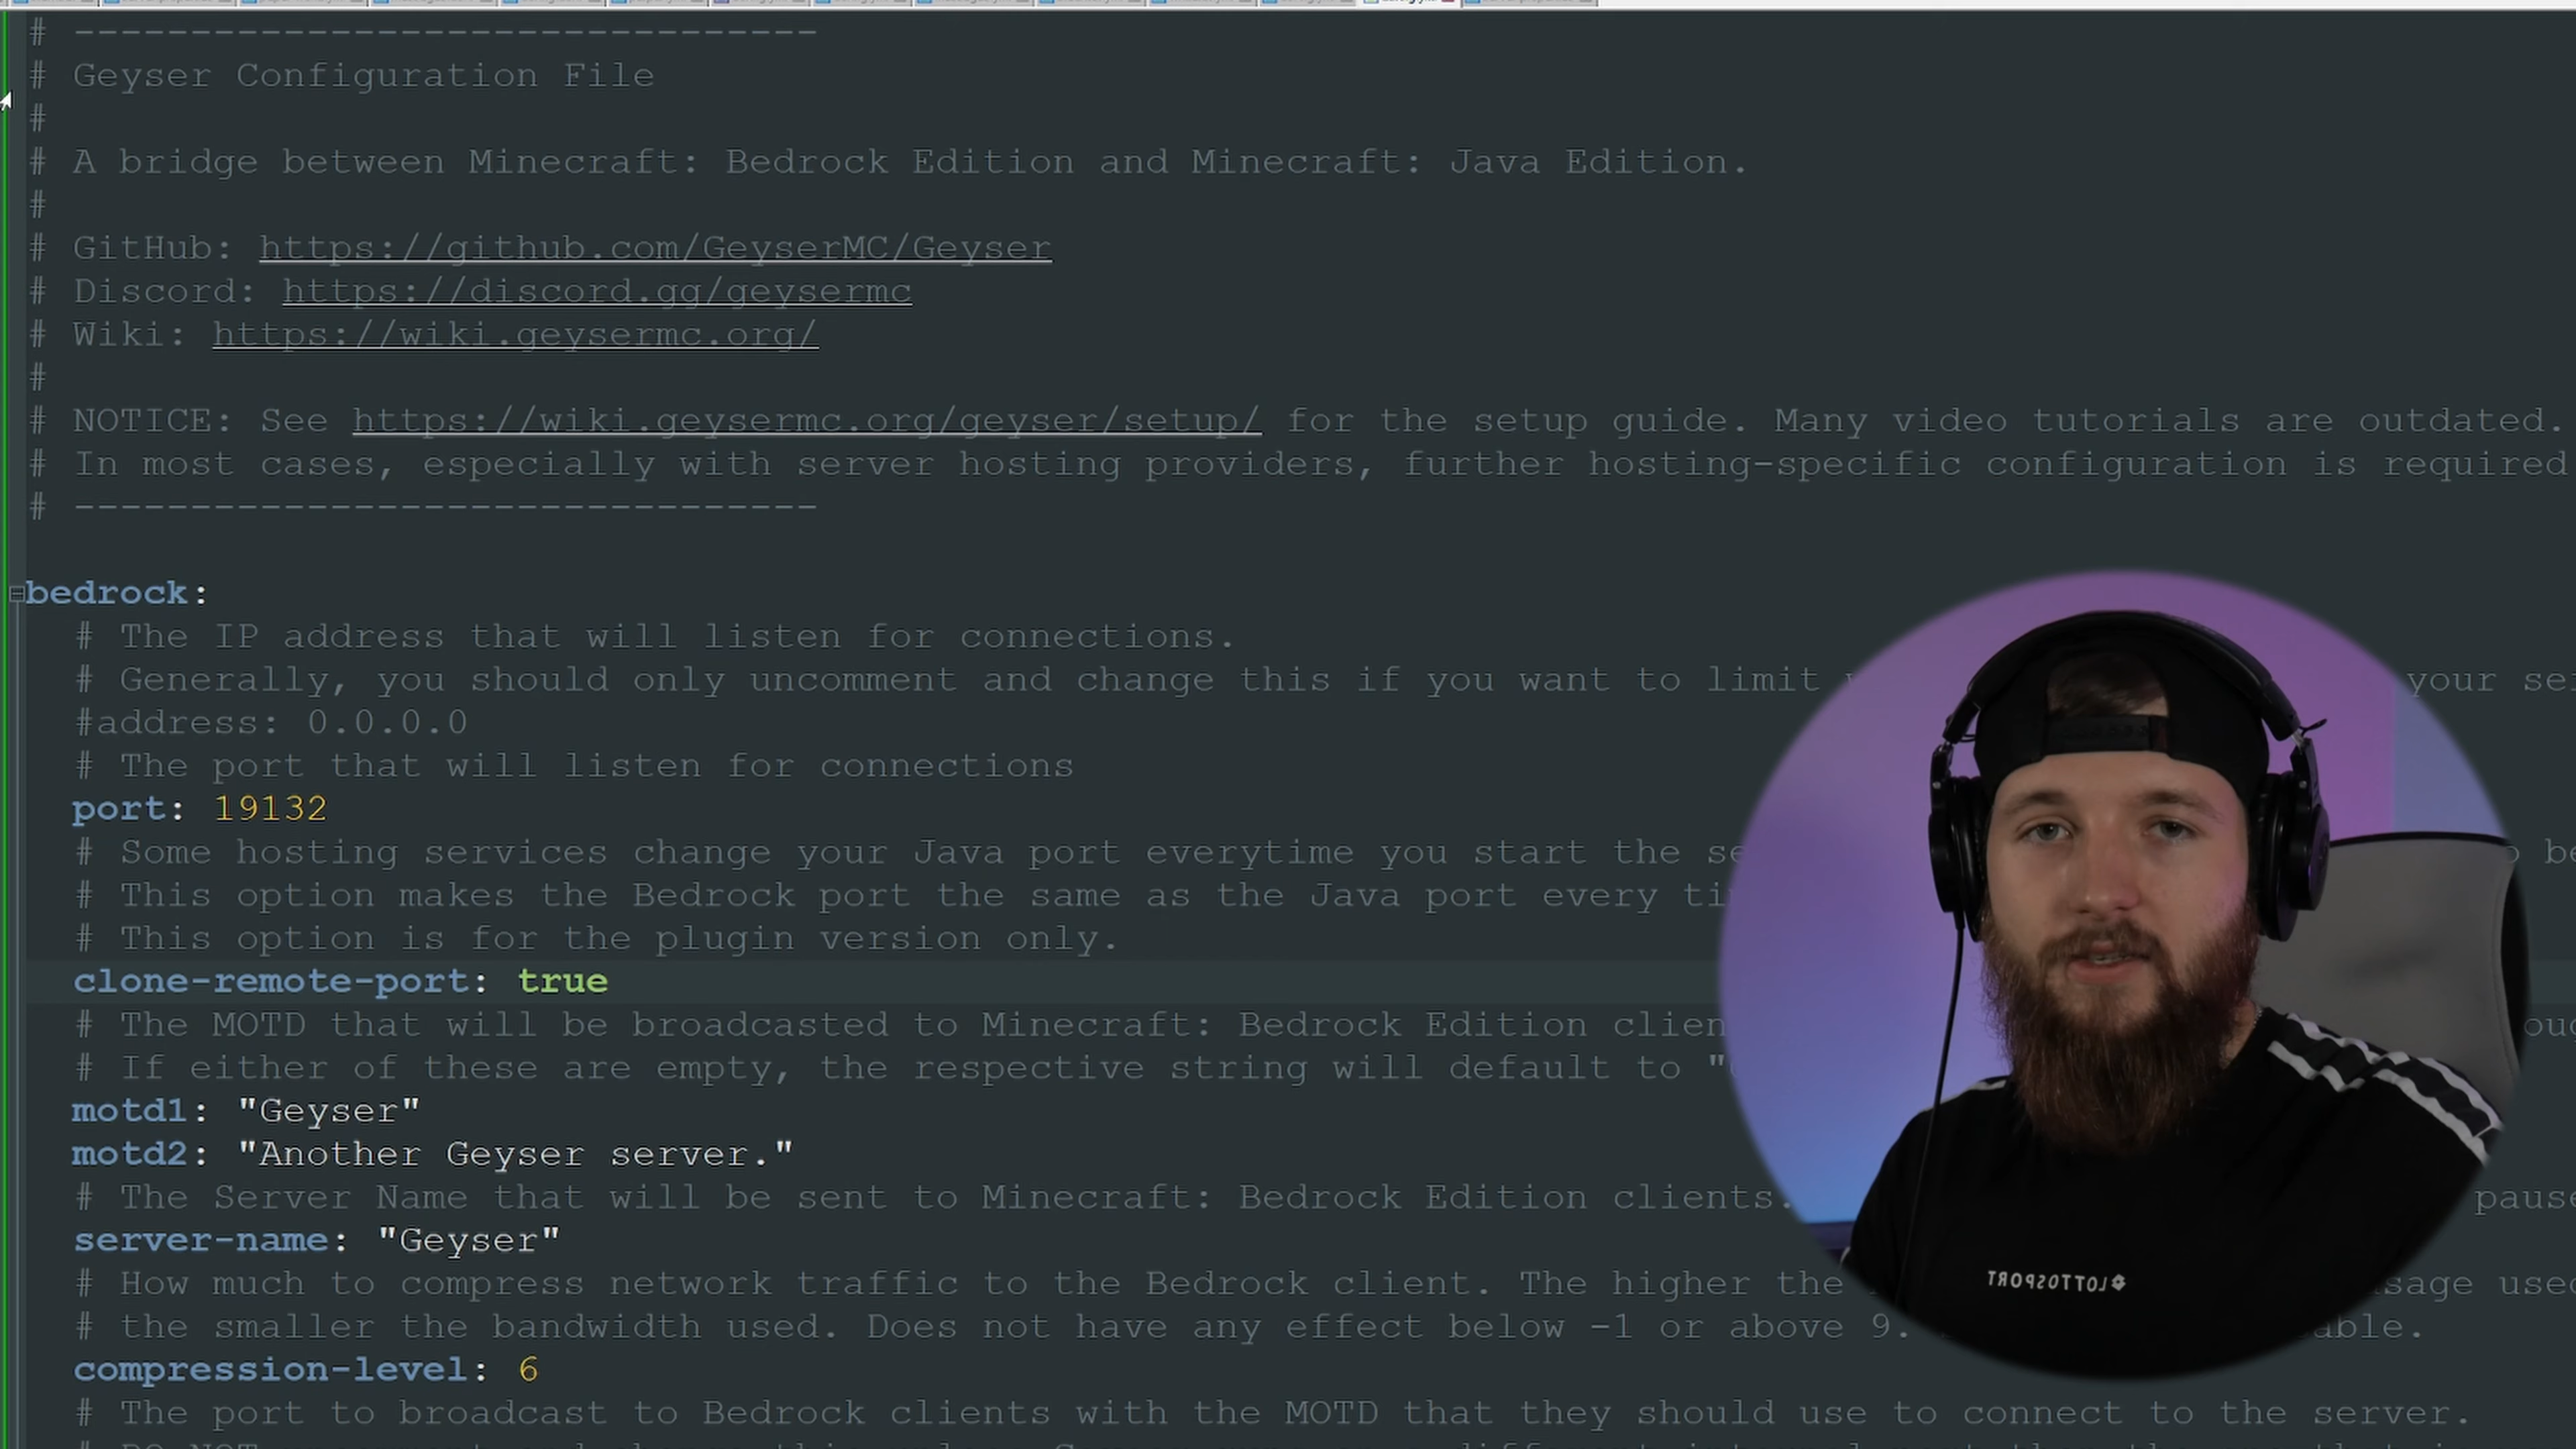 # --------------------------------
# Geyser Configuration File
#
# A bridge between Minecraft: Bedrock Edition and Minecraft: Java Edition.
#
# GitHub: https://github.com/GeyserMC/Geyser
# Discord: https://discord.gg/geysermc
# Wiki: https://wiki.geysermc.org/
#
# NOTICE: See https://wiki.geysermc.org/geyser/setup/ for the setup guide. Many video tutorials are outdated.
# In most cases, especially with server hosting providers, further hosting-specific configuration is required
# --------------------------------
bedrock:
# The IP address that will listen for connections.
# Generally, you should only uncomment and change this if you want to limit your
#address: 0.0.0.0
# The port that will listen for connections
port: 19132
# Some hosting services change your Java port everytime you start the
# This option makes the Bedrock port the same as the Java port every
# This option is for the plugin version only.
clone-remote-port: true
# The MOTD that will be broadcasted to Minecraft: Bedrock Edition
# If either of these are empty, the respective string will default to "
motd1: "Geyser"
motd2: "Another Geyser server."
# The Server Name that will be sent to Minecraft: Bedrock Edition clients.
server-name: "Geyser"
# How much to compress network traffic to the Bedrock client. The higher the
# the smaller the bandwidth used. Does not have any effect below -1 or above 9.
compression-level: 6
# The port to broadcast to Bedrock clients with the MOTD that they should use to connect to the server.
LOTTOSPORT